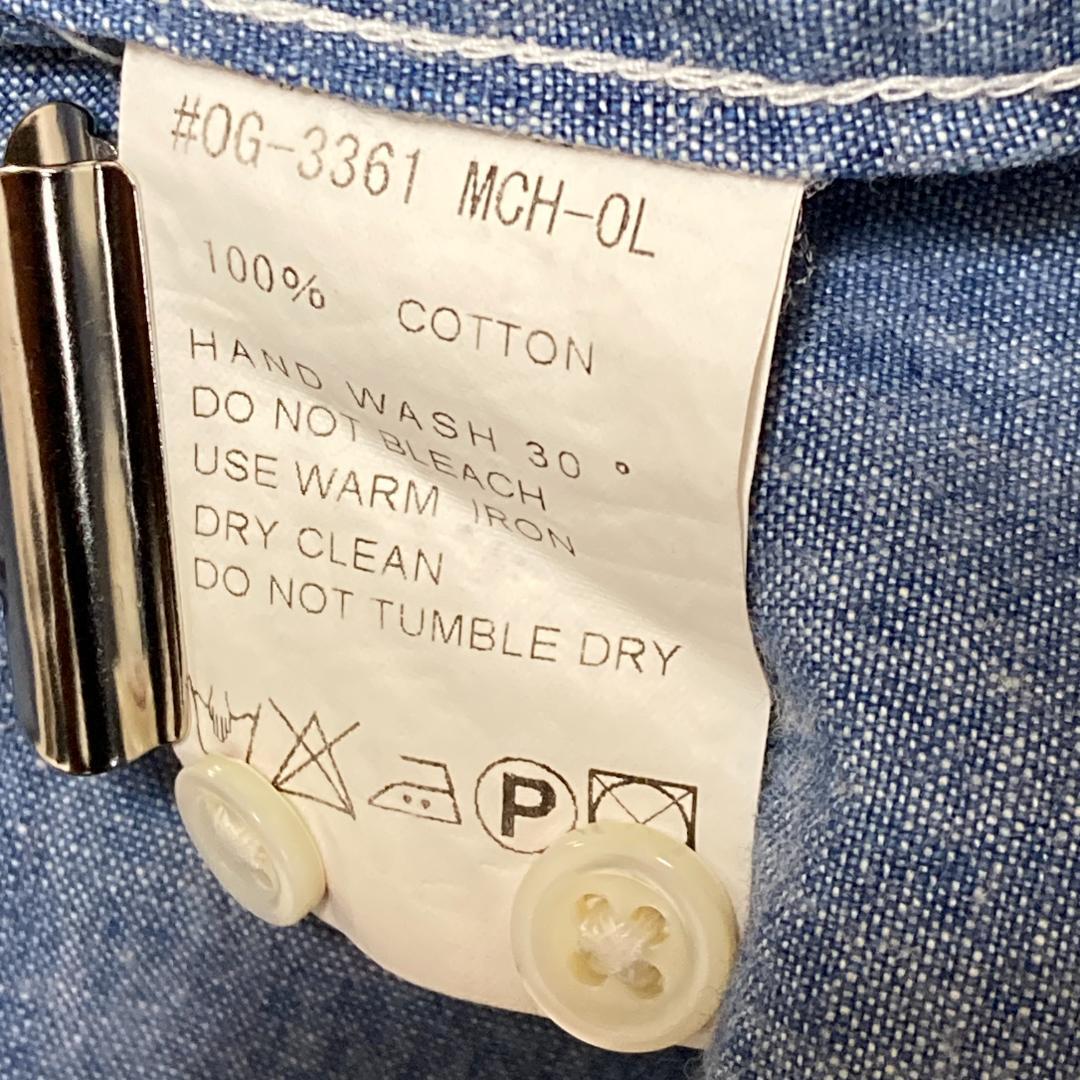 #OG-3361 MCH-OL
100% COTTON
HAND WASH 30 °
DO NOT BLEACH
USE WARM IRON
DRY CLEAN
DO NOT TUMBLE DRY
P